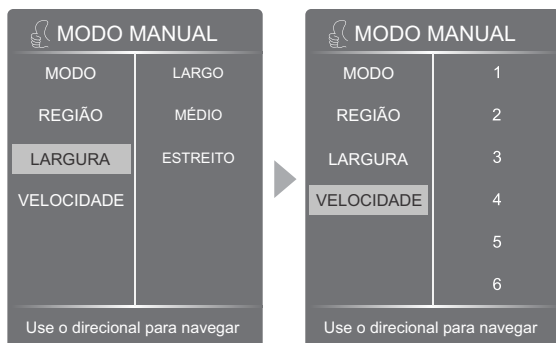 MODO MANUAL
MODO
REGIÃO
LARGURA
VELOCIDADE
LARGO
MÉDIO
ESTREITO
Use o direcional para navegar
MODO MANUAL
MODO
REGIÃO
LARGURA
VELOCIDADE
1
2
3
4
5
6
Use o direcional para navegar